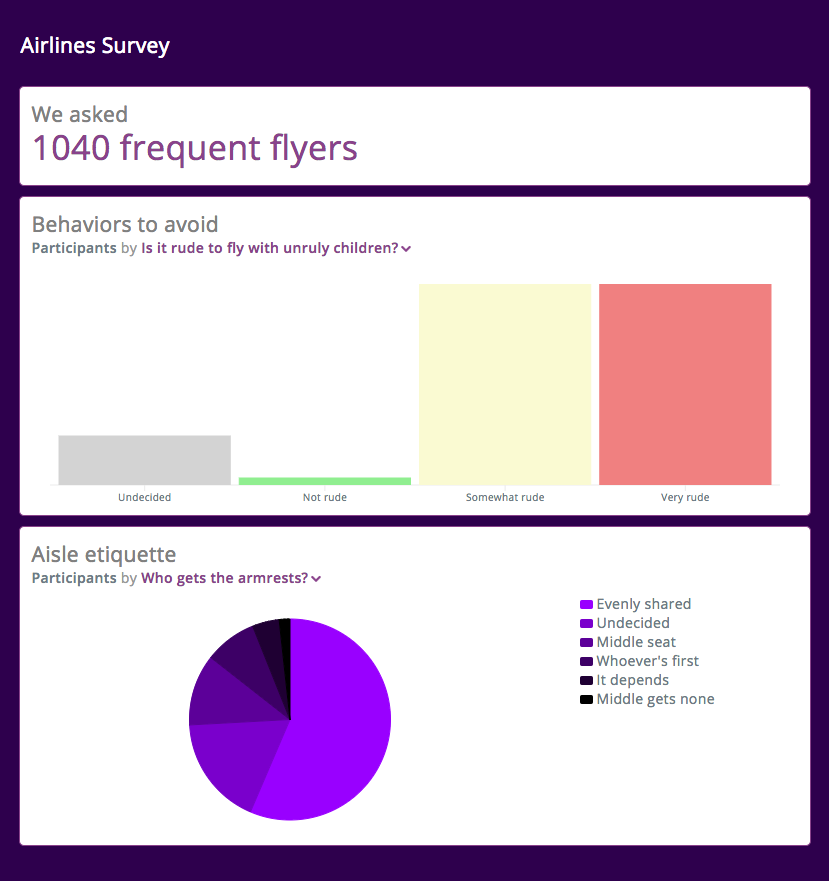 Airlines Survey
We asked
1040 frequent flyers
Behaviors to avoid
Participants by Is it rude to fly with unruly children?
Undecided
Not rude
Somewhat rude
Very rude
Aisle etiquette
Participants by Who gets the armrests?
Evenly shared
Undecided
Middle seat
Whoever's first
It depends
Middle gets none